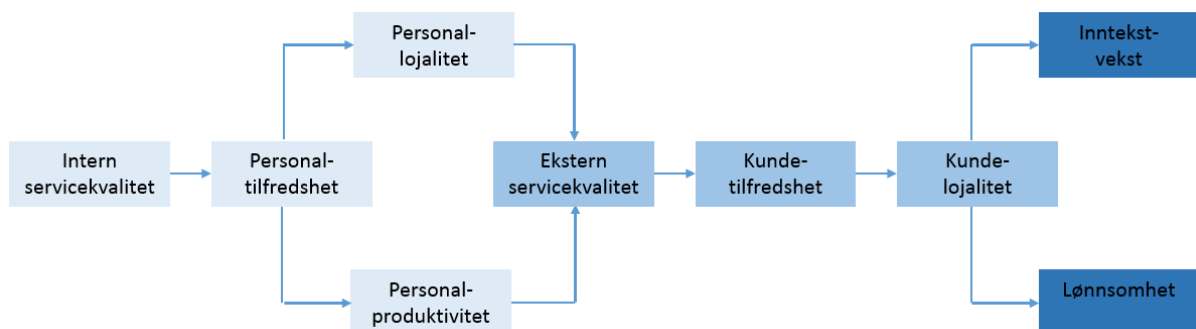 Personal-
lojalitet
Inntekst-
vekst
Intern
servicekvalitet
Personal-
tilfredshet
Ekstern
servicekvalitet
Kunde-
tilfredshet
Kunde-
lojalitet
Personal-
produktivitet
Lønnsomhet